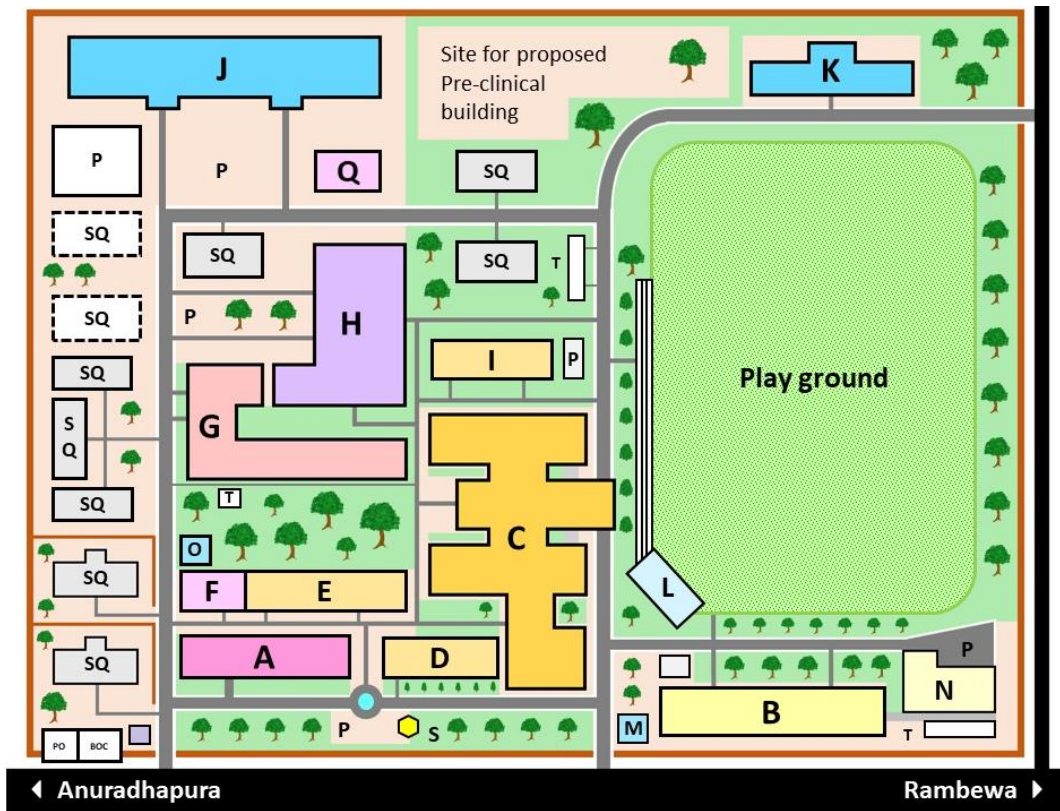 J
Site for proposed
Pre-clinical
building
K
P
P
Q
SQ
SQ
SQ
SQ
T
SQ
P
H
I
P
Play ground
SQ
S
Q
G
SQ
T
C
O
SQ
F
E
L
A
D
SQ
P
N
B
M
P
S
T
PO
BOC
Anuradhapura
Rambewa